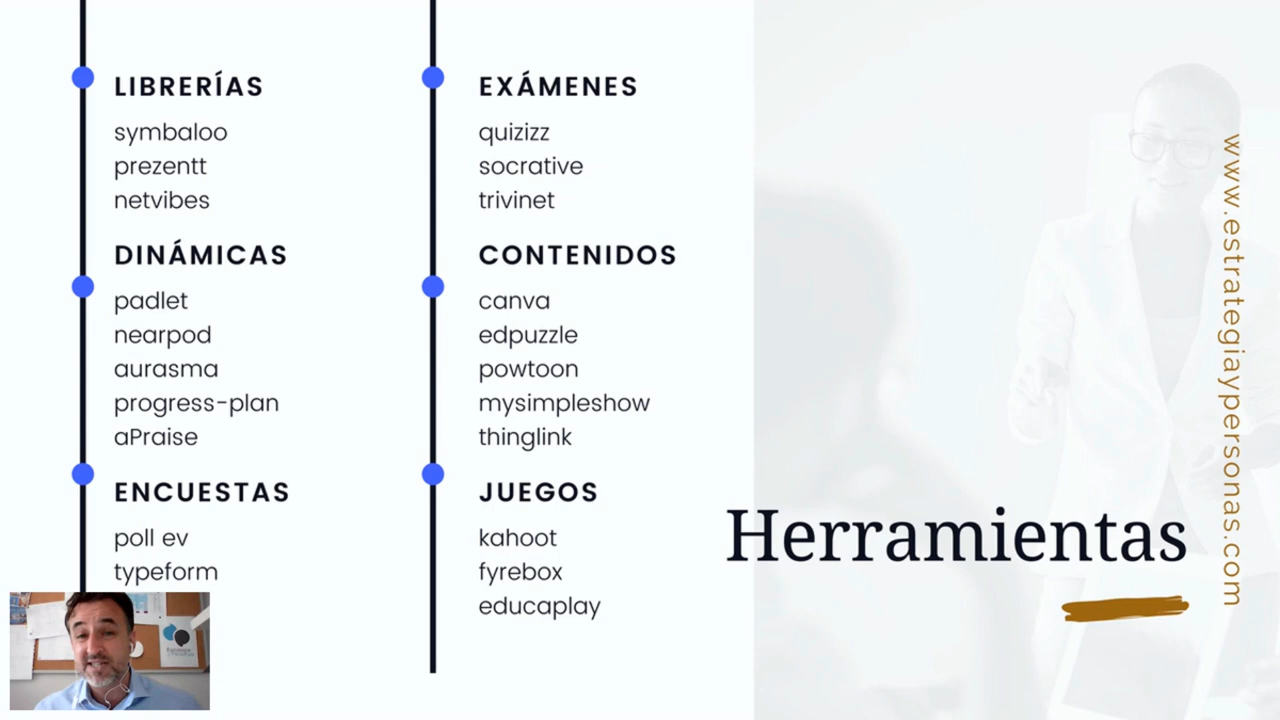 LIBRERÍAS
symbaloo
prezentt
netvibes
DINÁMICAS
padlet
nearpod
aurasma
progress-plan
aPraise
ENCUESTAS
poll ev
typeform
EXÁMENES
quizizz
socrative
trivinet
CONTENIDOS
canva
edpuzzle
powtoon
mysimpleshow
thinglink
JUEGOS
kahoot
fyrebox
educaplay
Herramientas
www.estrategiaypersonas.com